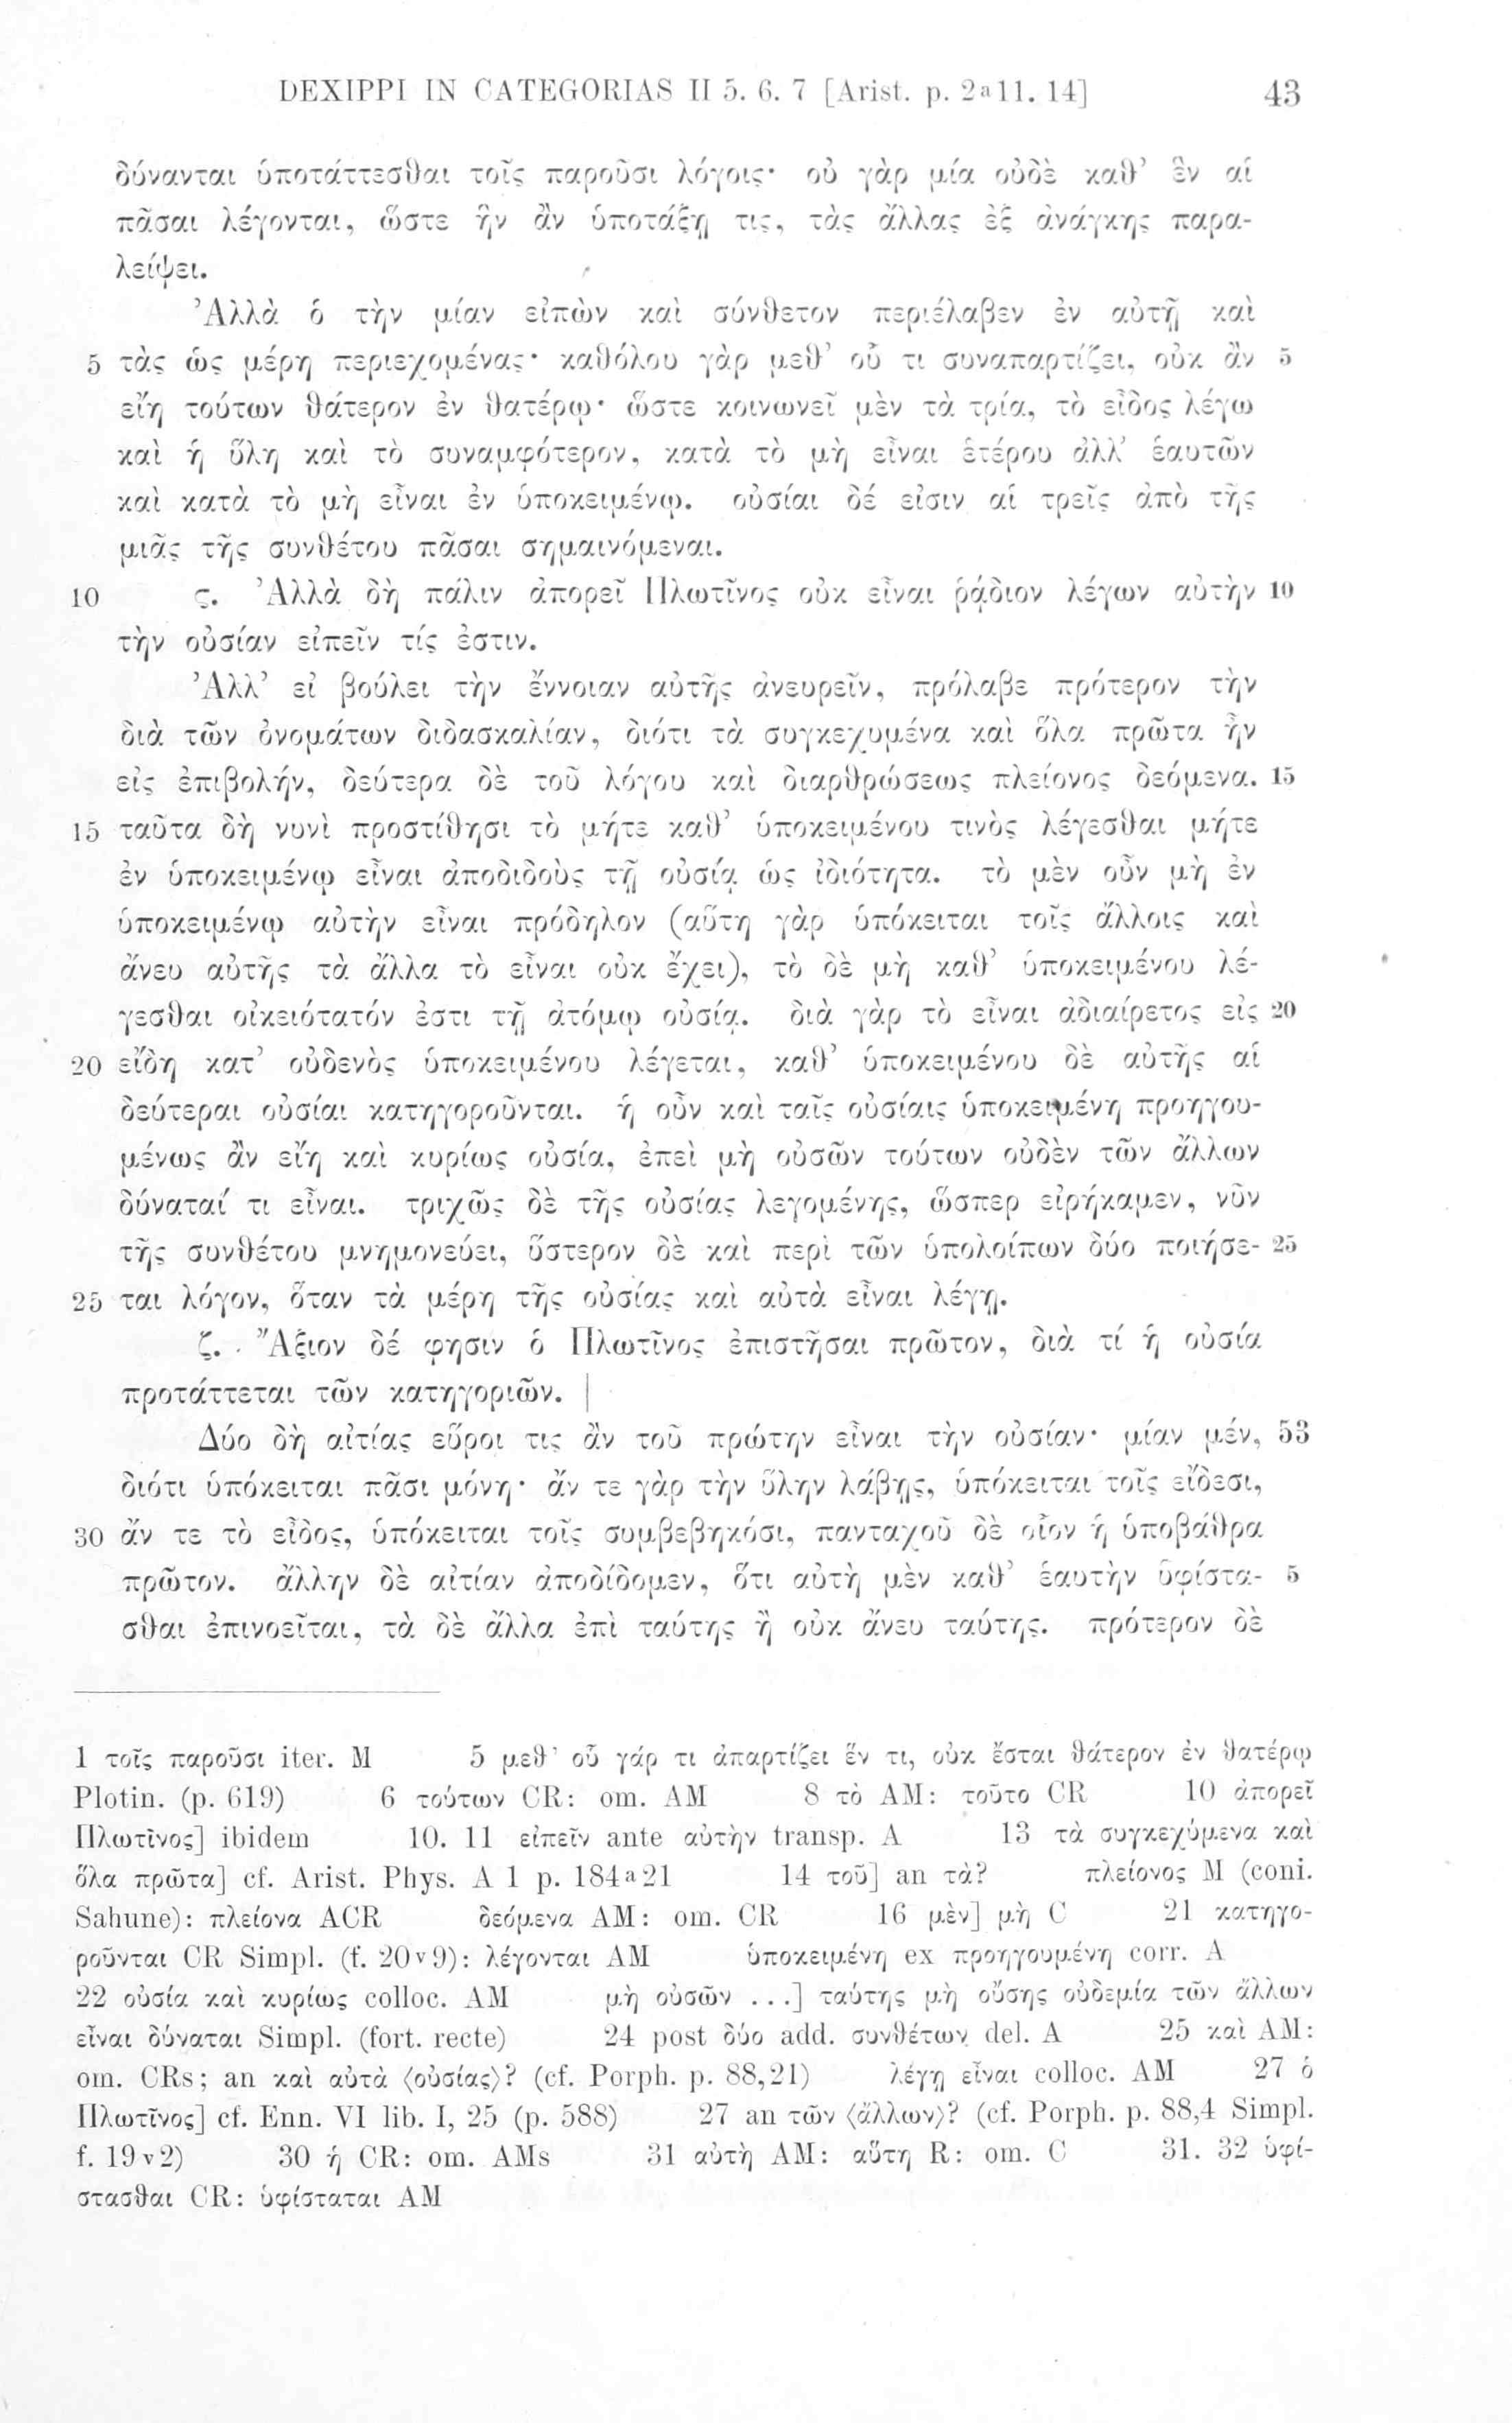 DEXIPPI IN CATEGORIAS II 5. 6. 7 [Arist. p. 2a11. 14] 43
δύνανται ὑποτάττεσθαι τοῖς παροῦσι λόγοις· οὐ γὰρ μία οὐδὲ καθ’ ἓν αἱ
πᾶσαι λέγονται, ὥστε ἣν ἂν ὑποτάξῃ τις, τὰς ἄλλας ἐξ ἀνάγκης παρα-
λείψει.
Ἀλλὰ ὁ τὴν μίαν εἰπὼν καὶ σύνθετον περιέλαβεν ἐν αὐτῇ καὶ
5 τὰς ὡς μέρη περιεχομένας· καθόλου γὰρ μεθ’ οὗ τι συναπαρτίζει, οὐκ ἂν 5
εἴη τούτων θάτερον ἐν θατέρῳ· ὥστε κοινωνεῖ μὲν τὰ τρία, τὸ εἶδος λέγω
καὶ ἡ ὕλη καὶ τὸ συναμφότερον, κατὰ τὸ μὴ εἶναι ἑτέρου ἀλλ’ ἑαυτῶν
καὶ κατὰ τὸ μὴ εἶναι ἐν ὑποκειμένῳ. οὐσίαι δέ εἰσιν αἱ τρεῖς ἀπὸ τῆς
μιᾶς τῆς συνθέτου πᾶσαι σημαινόμεναι.
10 ϛ. Ἀλλὰ δὴ πάλιν ἀπορεῖ Πλωτῖνος οὐκ εἶναι ῥᾴδιον λέγων αὐτὴν 10
τὴν οὐσίαν εἰπεῖν τίς ἐστιν.
Ἀλλ’ εἰ βούλει τὴν ἔννοιαν αὐτῆς ἀνευρεῖν, πρόλαβε πρότερον τὴν
διὰ τῶν ὀνομάτων διδασκαλίαν, διότι τὰ συγκεχυμένα καὶ ὅλα πρῶτα ἦν
εἰς ἐπιβολήν, δεύτερα δὲ τοῦ λόγου καὶ διαρθρώσεως πλείονος δεόμενα. 15
15 ταῦτα δὴ νυνὶ προστίθησι τὸ μήτε καθ’ ὑποκειμένου τινὸς λέγεσθαι μήτε
ἐν ὑποκειμένῳ εἶναι ἀποδιδοὺς τῇ οὐσίᾳ ὡς ἰδιότητα. τὸ μὲν οὖν μὴ ἐν
ὑποκειμένῳ αὐτὴν εἶναι πρόδηλον (αὕτη γὰρ ὑπόκειται τοῖς ἄλλοις καὶ
ἄνευ αὐτῆς τὰ ἄλλα τὸ εἶναι οὐκ ἔχει), τὸ δὲ μὴ καθ’ ὑποκειμένου λέ-
γεσθαι οἰκειότατόν ἐστι τῇ ἀτόμῳ οὐσίᾳ. διὰ γὰρ τὸ εἶναι ἀδιαίρετος εἰς 20
20 εἴδη κατ’ οὐδενὸς ὑποκειμένου λέγεται, καθ’ ὑποκειμένου δὲ αὐτῆς αἱ
δεύτεραι οὐσίαι κατηγοροῦνται. ἡ οὖν καὶ ταῖς οὐσίαις ὑποκειμένη προηγου-
μένως ἂν εἴη καὶ κυρίως οὐσία, ἐπεὶ μὴ οὐσῶν τούτων οὐδὲν τῶν ἄλλων
δύναταί τι εἶναι. τριχῶς δὲ τῆς οὐσίας λεγομένης, ὥσπερ εἰρήκαμεν, νῦν
τῆς συνθέτου μνημονεύει, ὕστερον δὲ καὶ περὶ τῶν ὑπολοίπων δύο ποιήσε- 25
25 ται λόγον, ὅταν τὰ μέρη τῆς οὐσίας καὶ αὐτὰ εἶναι λέγῃ.
ζ. Ἄξιον δέ φησιν ὁ Πλωτῖνος ἐπιστῆσαι πρῶτον, διὰ τί ἡ οὐσία
προτάττεται τῶν κατηγοριῶν. |
Δύο δὴ αἰτίας εὕροι τις ἂν τοῦ πρώτην εἶναι τὴν οὐσίαν· μίαν μέν, 53
διότι ὑπόκειται πᾶσι μόνη· ἄν τε γὰρ τὴν ὕλην λάβῃς, ὑπόκειται τοῖς εἴδεσι,
30 ἄν τε τὸ εἶδος, ὑπόκειται τοῖς συμβεβηκόσι, πανταχοῦ δὲ οἷον ἡ ὑποβάθρα
πρῶτον. ἄλλην δὲ αἰτίαν ἀποδίδομεν, ὅτι αὐτὴ μὲν καθ’ ἑαυτὴν ὑφίστα- 5
σθαι ἐπινοεῖται, τὰ δὲ ἄλλα ἐπὶ ταύτης ἢ οὐκ ἄνευ ταύτης. πρότερον δὲ
1 τοῖς παροῦσι iter. M 5 μεθ’ οὗ γάρ τι ἀπαρτίζει ἕν τι, οὐκ ἔσται θάτερον ἐν θατέρῳ
Plotin. (p. 619) 6 τούτων CR: om. AM 8 τὸ AM: τοῦτο CR 10 ἀπορεῖ
Πλωτῖνος] ibidem 10. 11 εἰπεῖν ante αὐτὴν transp. A 13 τὰ συγκεχύμενα καὶ
ὅλα πρῶτα] cf. Arist. Phys. A 1 p. 184a21 14 τοῦ] an τὰ? πλείονος M (coni.
Sahune): πλείονα ACR δεόμενα AM: om. CR 16 μὲν] μὴ C 21 κατηγο-
ροῦνται CR Simpl. (f. 20v9): λέγονται AM ὑποκειμένη ex προηγουμένη corr. A
22 οὐσία καὶ κυρίως colloc. AM μὴ οὐσῶν ...] ταύτης μὴ οὔσης οὐδεμία τῶν ἄλλων
εἶναι δύναται Simpl. (fort. recte) 24 post δύο add. συνθέτων del. A 25 καὶ AM:
om. CRs; an καὶ αὐτὰ ⟨οὐσίας⟩? (cf. Porph. p. 88,21) λέγῃ εἶναι colloc. AM 27 ὁ
Πλωτῖνος] cf. Enn. VI lib. I, 25 (p. 588) 27 an τῶν ⟨ἄλλων⟩? (cf. Porph. p. 88,4 Simpl.
f. 19v2) 30 ἡ CR: om. AMs 31 αὐτὴ AM: αὕτη R: om. C 31. 32 ὑφί-
στασθαι CR: ὑφίσταται AM